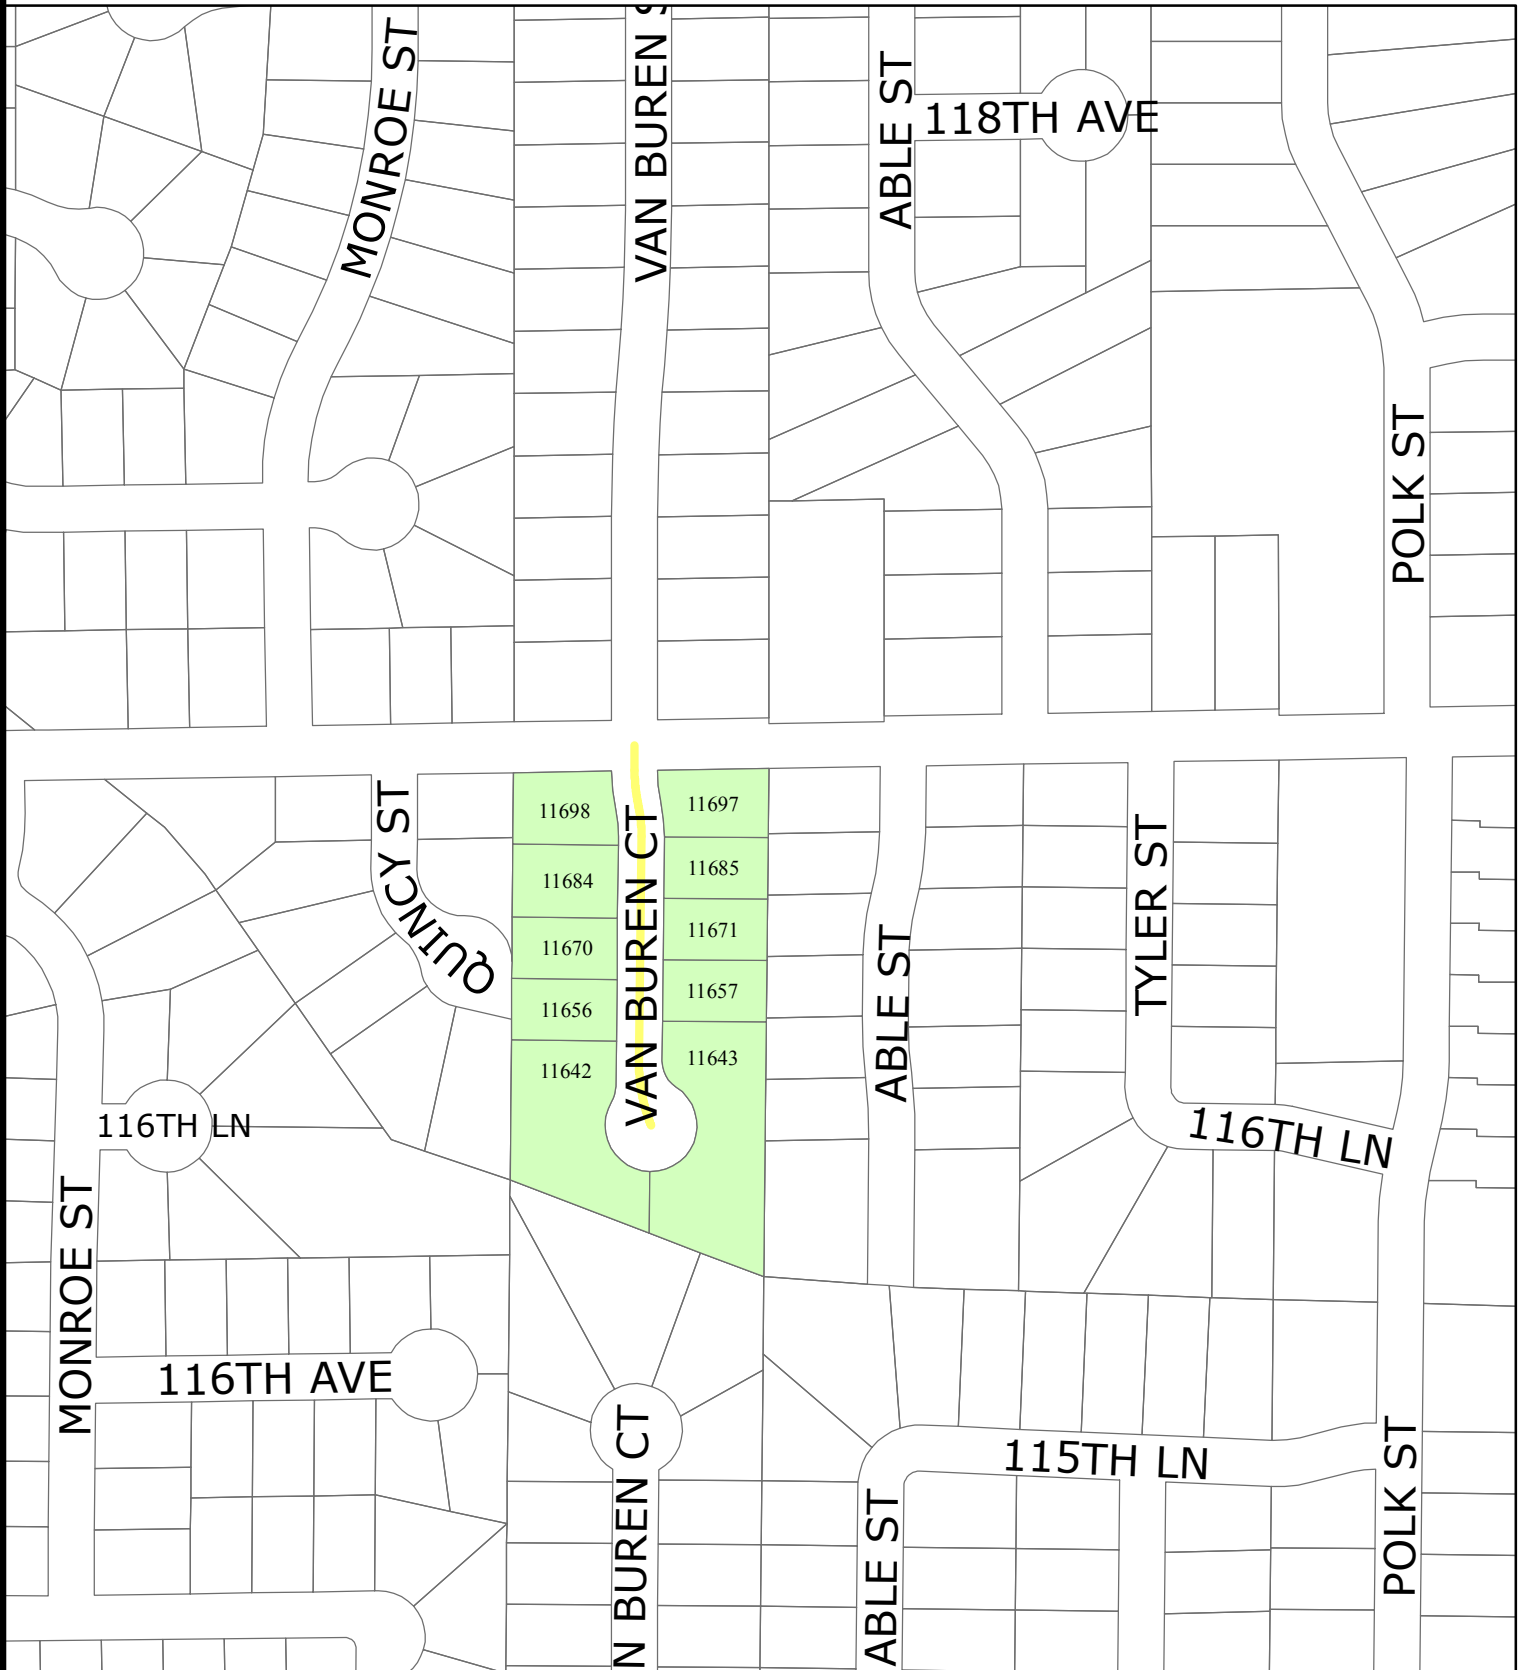 MONROE ST
VAN BUREN S
ABLE ST
118TH AVE
POLK ST
QUINCY ST
11698
11697
11684
11685
11670
11671
11656
11657
11642
11643
VAN BUREN CT
ABLE ST
TYLER ST
116TH LN
116TH LN
MONROE ST
116TH AVE
N BUREN CT
115TH LN
ABLE ST
POLK ST